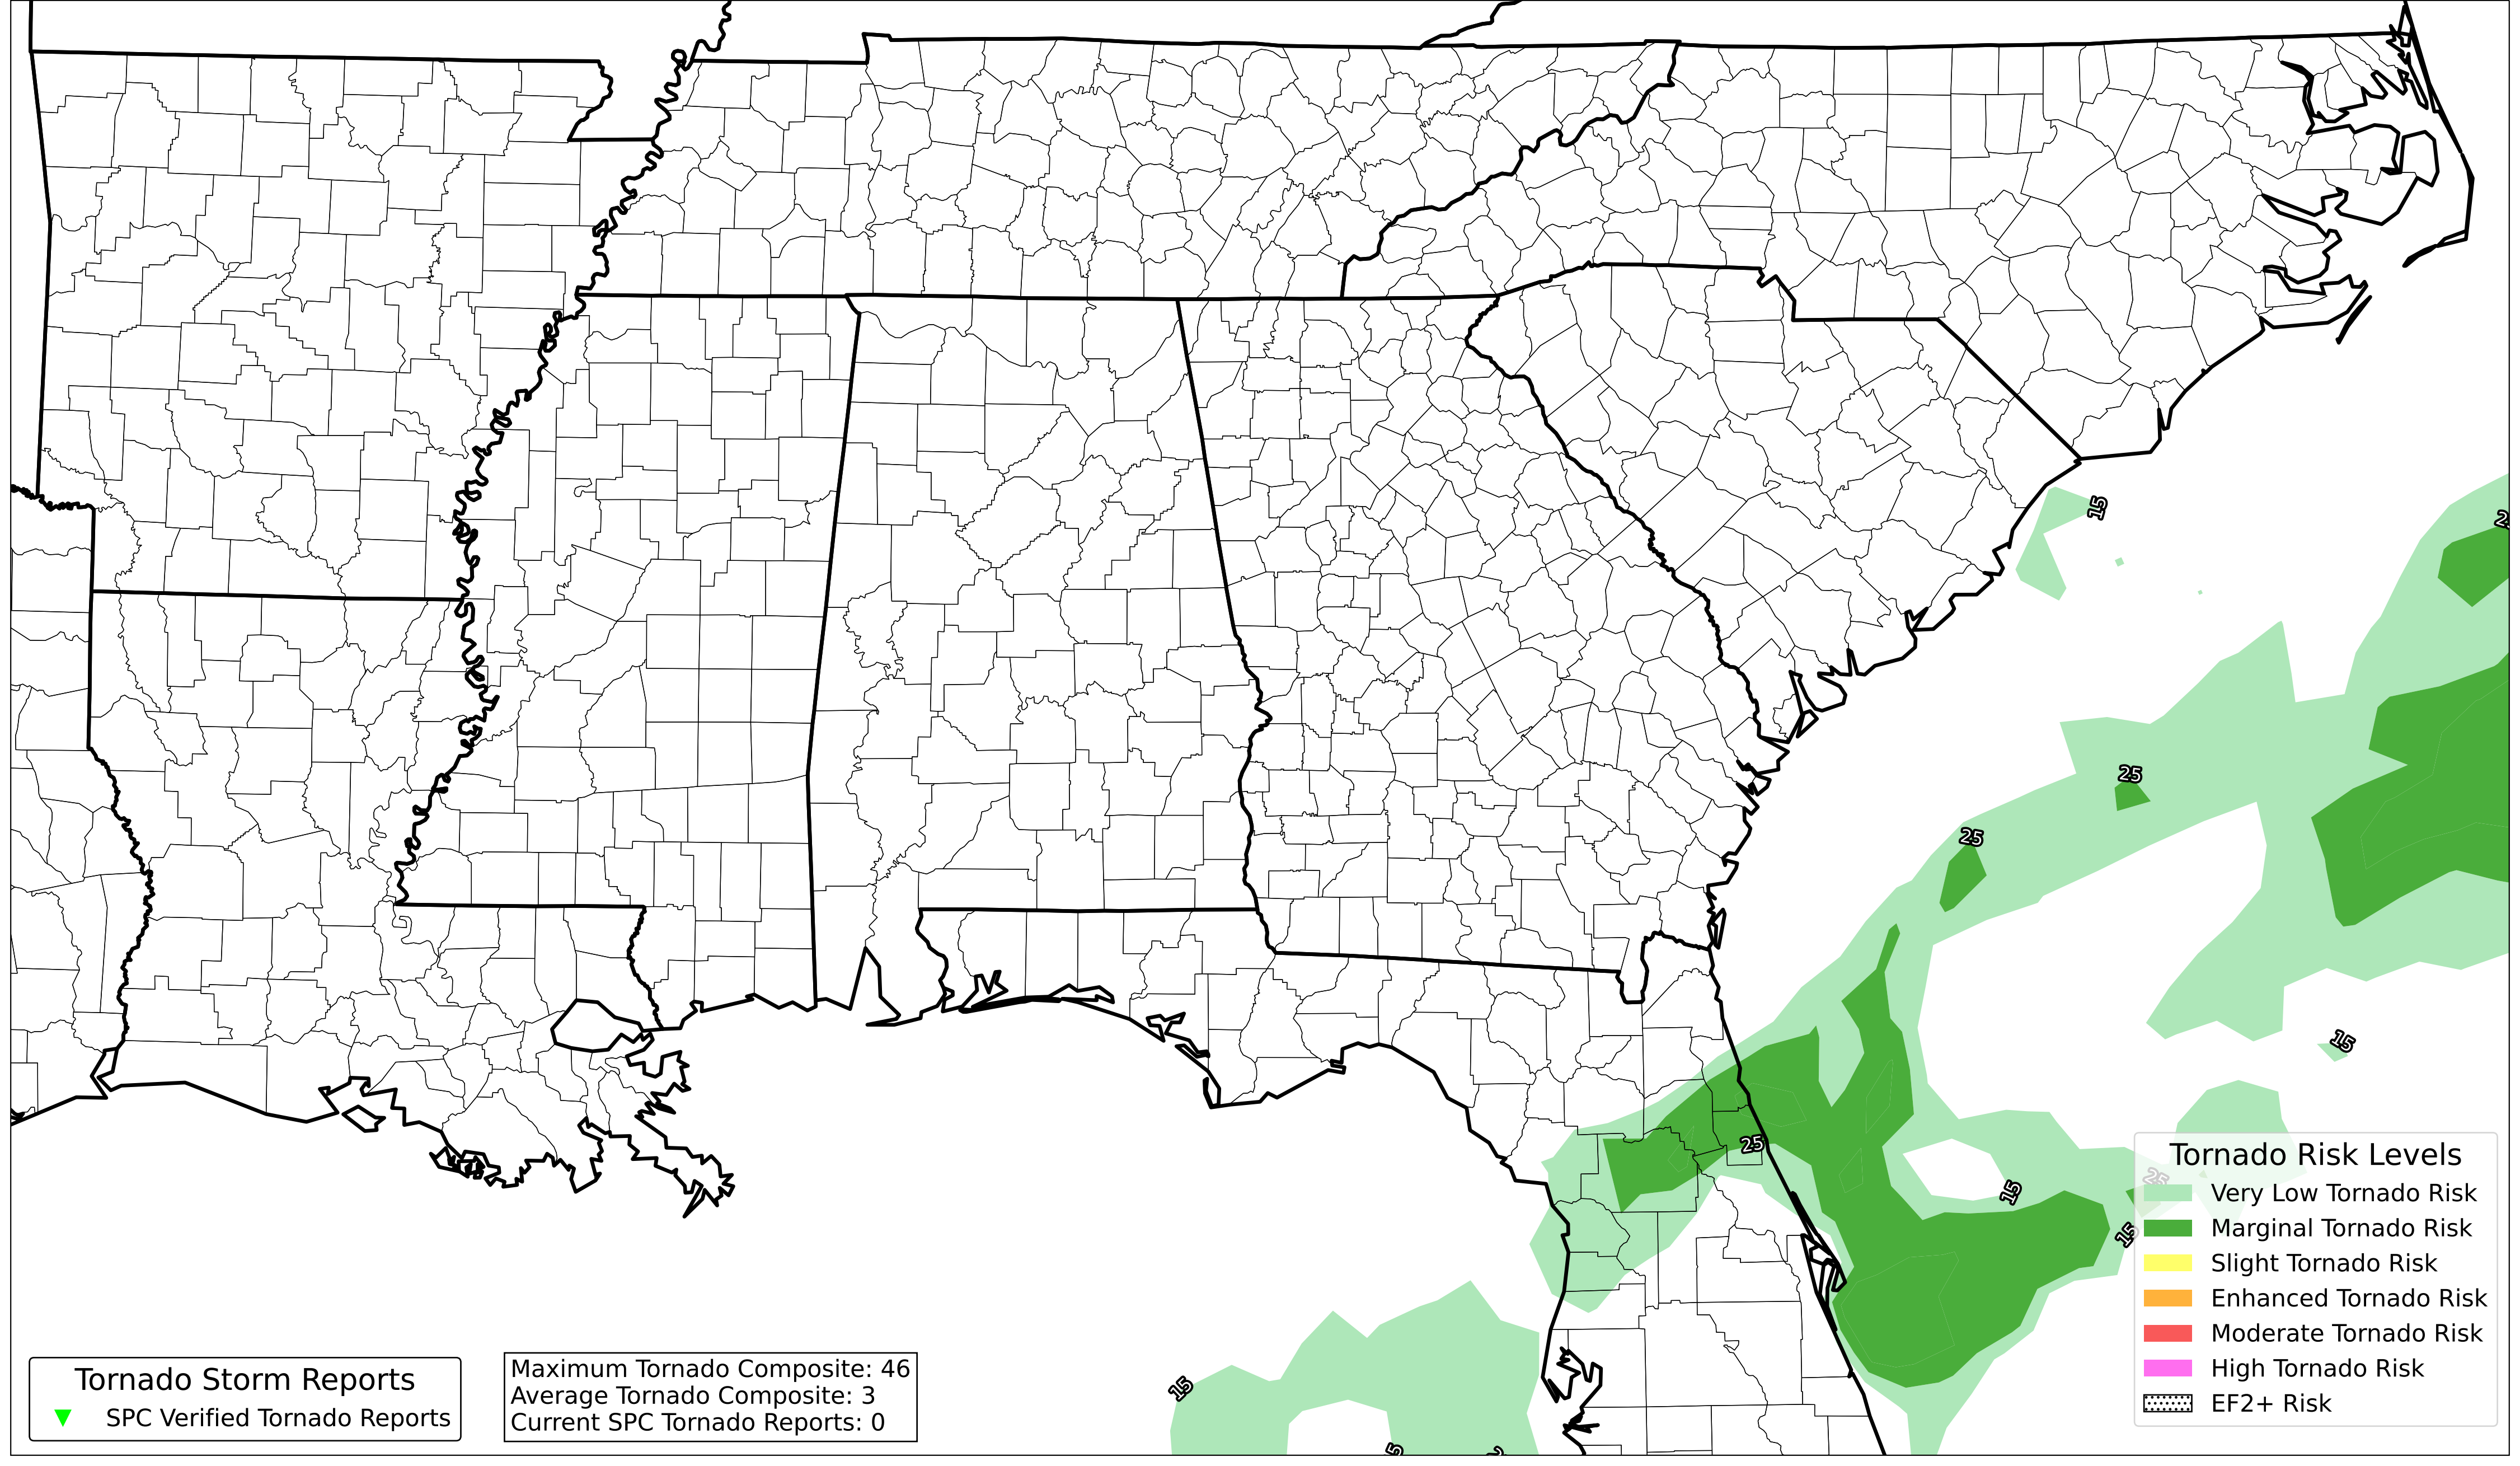 15
25
25
25
15
15
25
15
15
Tornado Risk Levels
Very Low Tornado Risk
Marginal Tornado Risk
Slight Tornado Risk
Enhanced Tornado Risk
Moderate Tornado Risk
High Tornado Risk
EF2+ Risk
Tornado Storm Reports
SPC Verified Tornado Reports
Maximum Tornado Composite: 46
Average Tornado Composite: 3
Current SPC Tornado Reports: 0